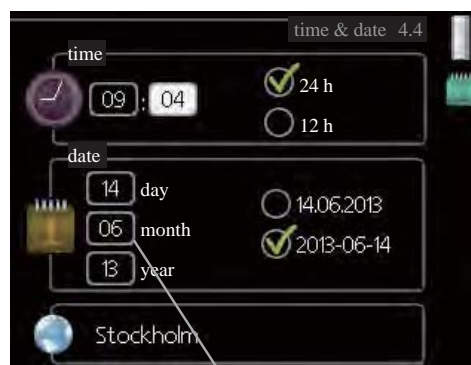 time & date 4.4
time
09 : 04
24 h
12 h
date
14 day
06 month
13 year
14.06.2013
2013-06-14
Stockholm